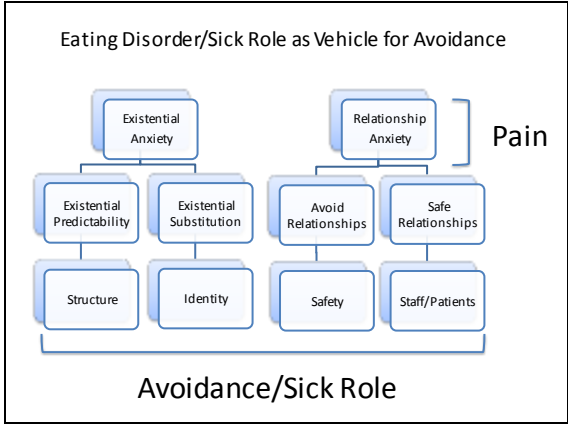 Eating Disorder/Sick Role as Vehicle for Avoidance
Existential
Anxiety
Relationship
Anxiety
Pain
Existential
Predictability
Existential
Substitution
Avoid
Relationships
Safe
Relationships
Structure
Identity
Safety
Staff/Patients
Avoidance/Sick Role